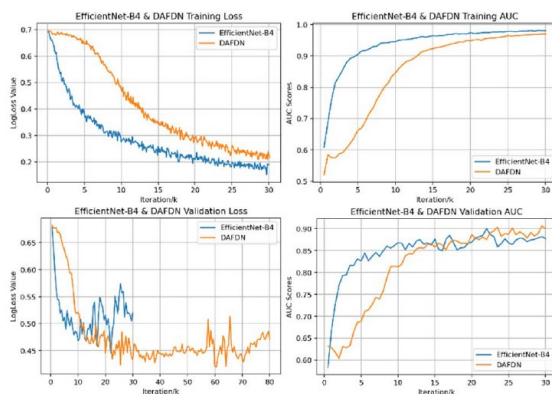 EfficientNet-B4 & DAFDN Training Loss
LogLoss Value
0.7
0.6
0.5
0.4
0.3
0.2
0
5
10
15
20
25
30
Iteration/k
EfficientNet-B4
DAFDN
EfficientNet-B4 & DAFDN Training AUC
AUC Scores
1.0
0.9
0.8
0.7
0.6
0.5
0
5
10
15
20
25
30
Iteration/k
EfficientNet-B4
DAFDN
EfficientNet-B4 & DAFDN Validation Loss
LogLoss Value
0.65
0.60
0.55
0.50
0.45
0
10
20
30
40
50
60
70
80
Iteration/k
EfficientNet-B4
DAFDN
EfficientNet-B4 & DAFDN Validation AUC
AUC Scores
0.90
0.85
0.80
0.75
0.70
0.65
0.60
0
5
10
15
20
25
30
Iteration/k
EfficientNet-B4
DAFDN